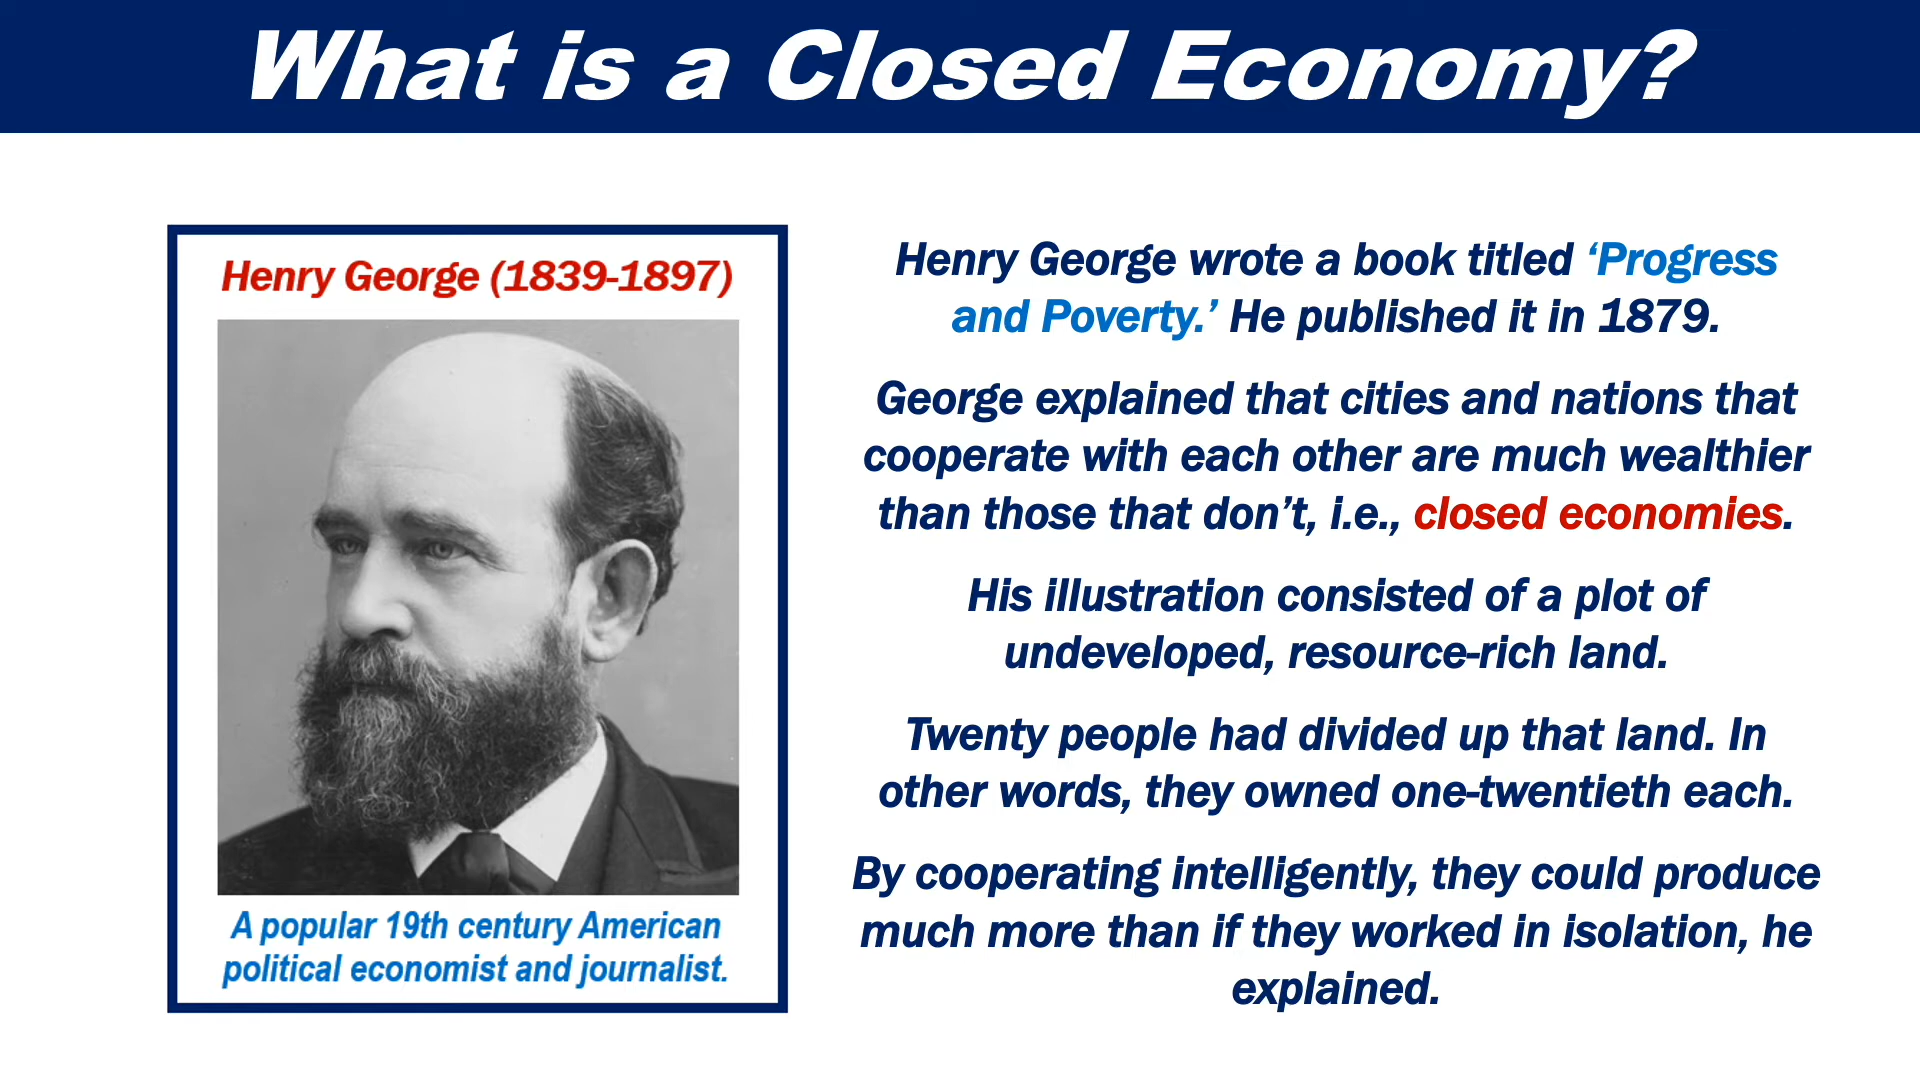 What is a Closed Economy?
Henry George (1839-1897)
A popular 19th century American
political economist and journalist.
Henry George wrote a book titled ‘Progress
and Poverty.’ He published it in 1879.
George explained that cities and nations that
cooperate with each other are much wealthier
than those that don’t, i.e., closed economies.
His illustration consisted of a plot of
undeveloped, resource-rich land.
Twenty people had divided up that land. In
other words, they owned one-twentieth each.
By cooperating intelligently, they could produce
much more than if they worked in isolation, he
explained.